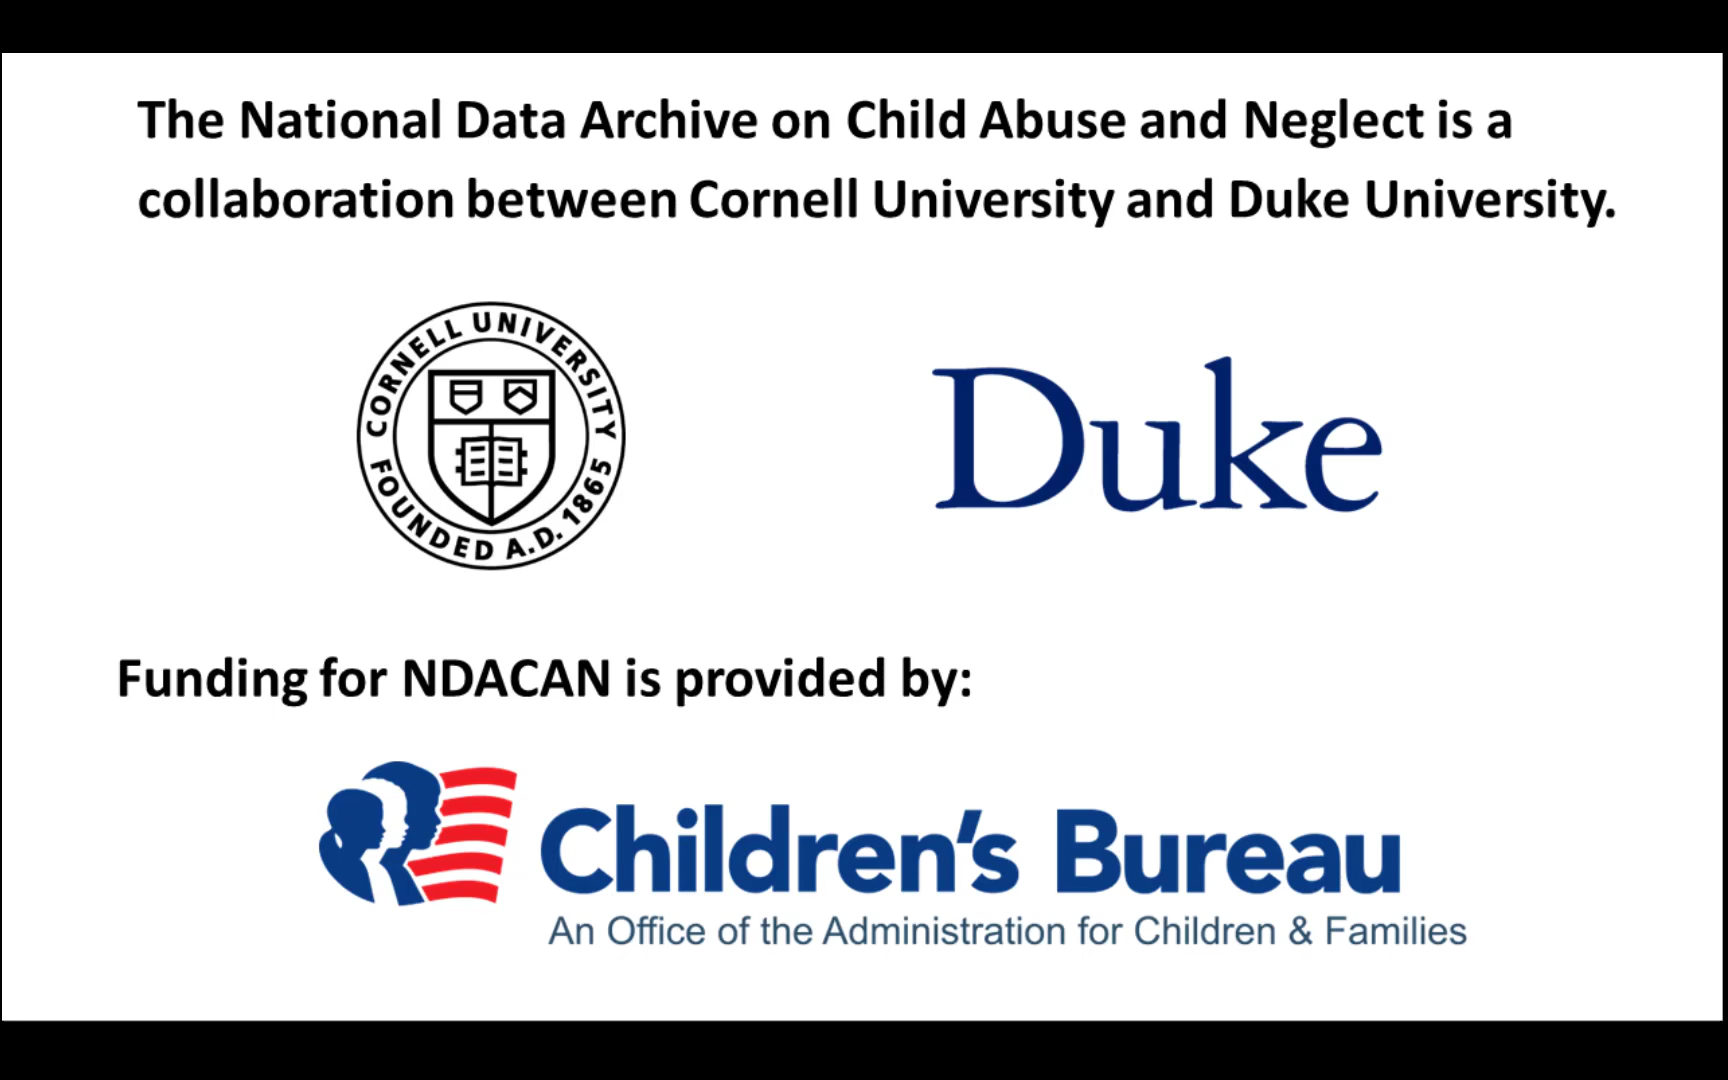 The National Data Archive on Child Abuse and Neglect is a
collaboration between Cornell University and Duke University.
CORNELL UNIVERSITY
FOUNDED A.D. 1865
Duke
Funding for NDACAN is provided by:
Children's Bureau
An Office of the Administration for Children & Families